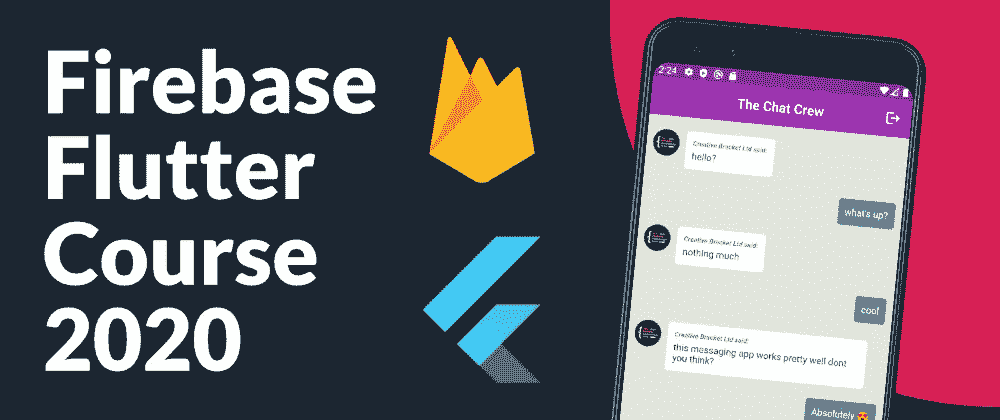 Firebase
Flutter
Course
2020
2:24
The Chat Crew
Creative Bracket Ltd said:
hello?
what's up?
Creative Bracket Ltd said:
nothing much
cool
Creative Bracket Ltd said:
this messaging app works pretty well dont
you think?
Absolutely 😍